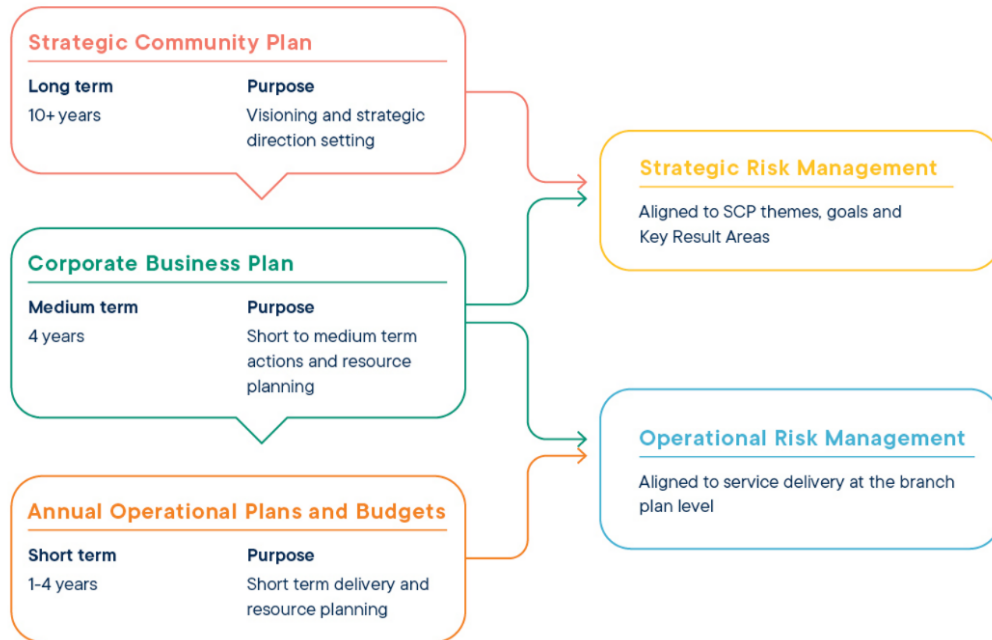 Strategic Community Plan
Long term
10+ years
Purpose
Visioning and strategic
direction setting
Corporate Business Plan
Medium term
4 years
Purpose
Short to medium term
actions and resource
planning
Annual Operational Plans and Budgets
Short term
1-4 years
Purpose
Short term delivery and
resource planning
Strategic Risk Management
Aligned to SCP themes, goals and
Key Result Areas
Operational Risk Management
Aligned to service delivery at the branch
plan level